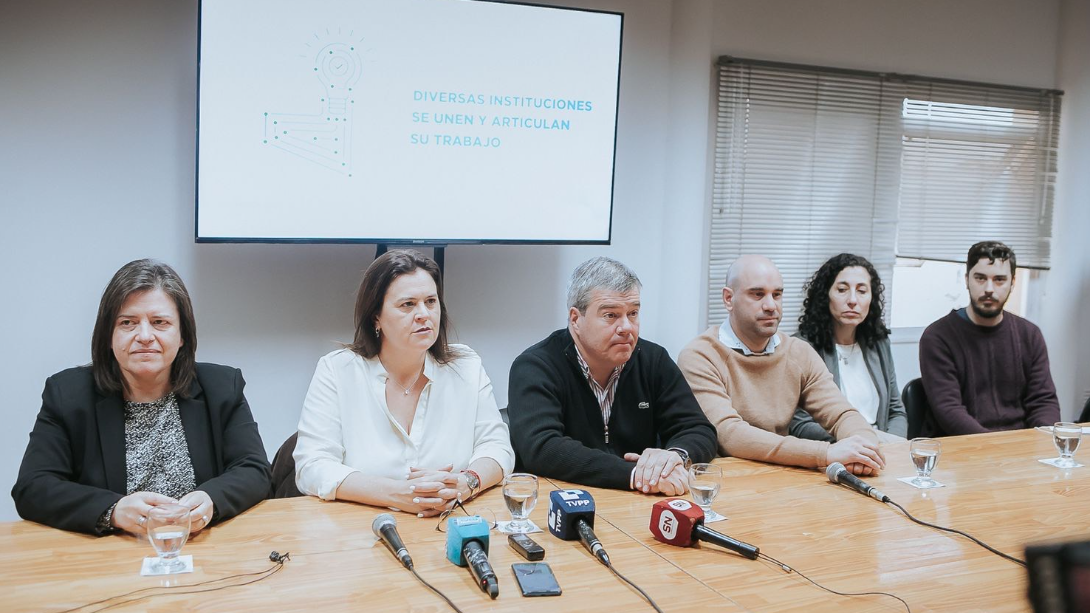 DIVERSAS INSTITUCIONES
SE UNEN Y ARTICULAN
SU TRABAJO
TVPP
SN